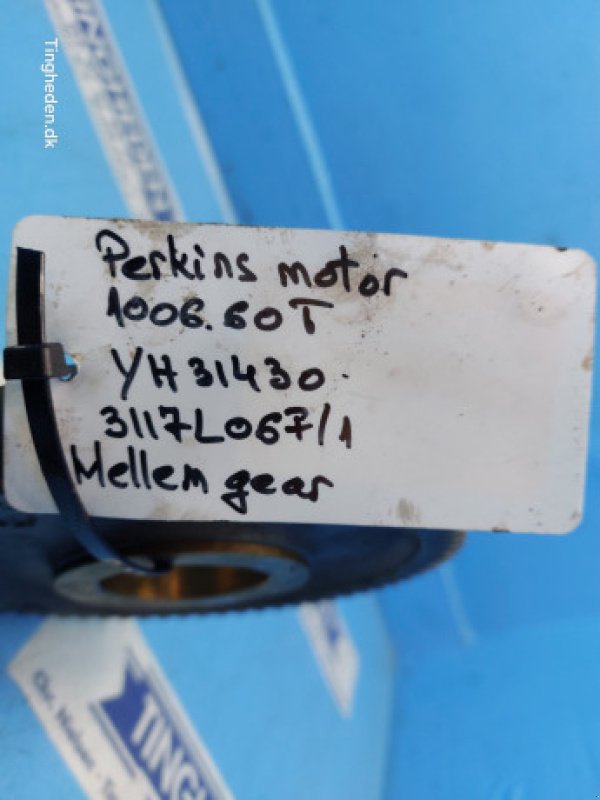 Tingheden.dk
Perkins motor
1006.60T
YH31430.
3117L067/1
Mellem gear